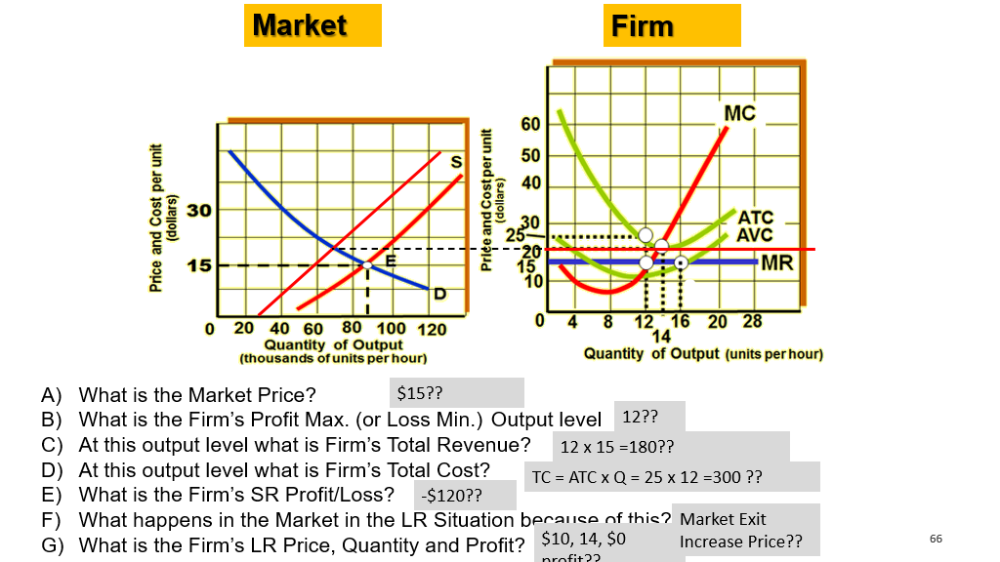 Market
Firm
Price and Cost per unit
(dollars)
30
15
S
E
D
0 20 40 60 80 100 120
Quantity of Output
(thousands of units per hour)
Price and Cost per unit
(dollars)
60
50
40
30
25
20
15
10
MC
ATC
AVC
MR
0 4 8 12 16 20 28
14
Quantity of Output (units per hour)
A) What is the Market Price? $15??
B) What is the Firm's Profit Max. (or Loss Min.) Output level 12??
C) At this output level what is Firm's Total Revenue? 12 x 15 =180??
D) At this output level what is Firm's Total Cost? TC = ATC x Q = 25 x 12 =300 ??
E) What is the Firm's SR Profit/Loss? -$120??
F) What happens in the Market in the LR Situation because of this? Market Exit
Increase Price??
G) What is the Firm's LR Price, Quantity and Profit? $10, 14, $0
profit??
66